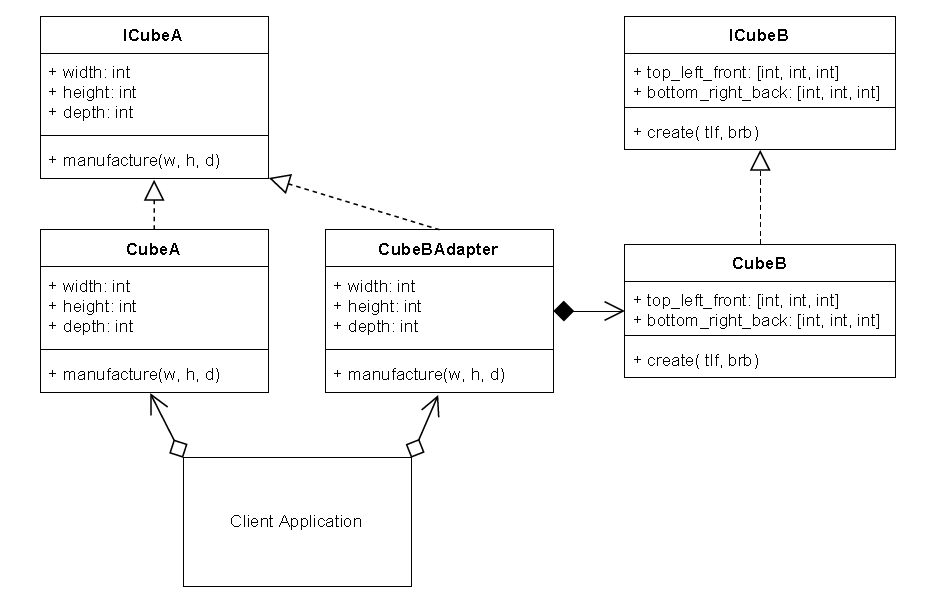 ICubeA
+ width: int
+ height: int
+ depth: int
+ manufacture(w, h, d)
ICubeB
+ top_left_front: [int, int, int]
+ bottom_right_back: [int, int, int]
+ create( tlf, brb)
CubeA
+ width: int
+ height: int
+ depth: int
+ manufacture(w, h, d)
CubeBAdapter
+ width: int
+ height: int
+ depth: int
+ manufacture(w, h, d)
CubeB
+ top_left_front: [int, int, int]
+ bottom_right_back: [int, int, int]
+ create( tlf, brb)
Client Application